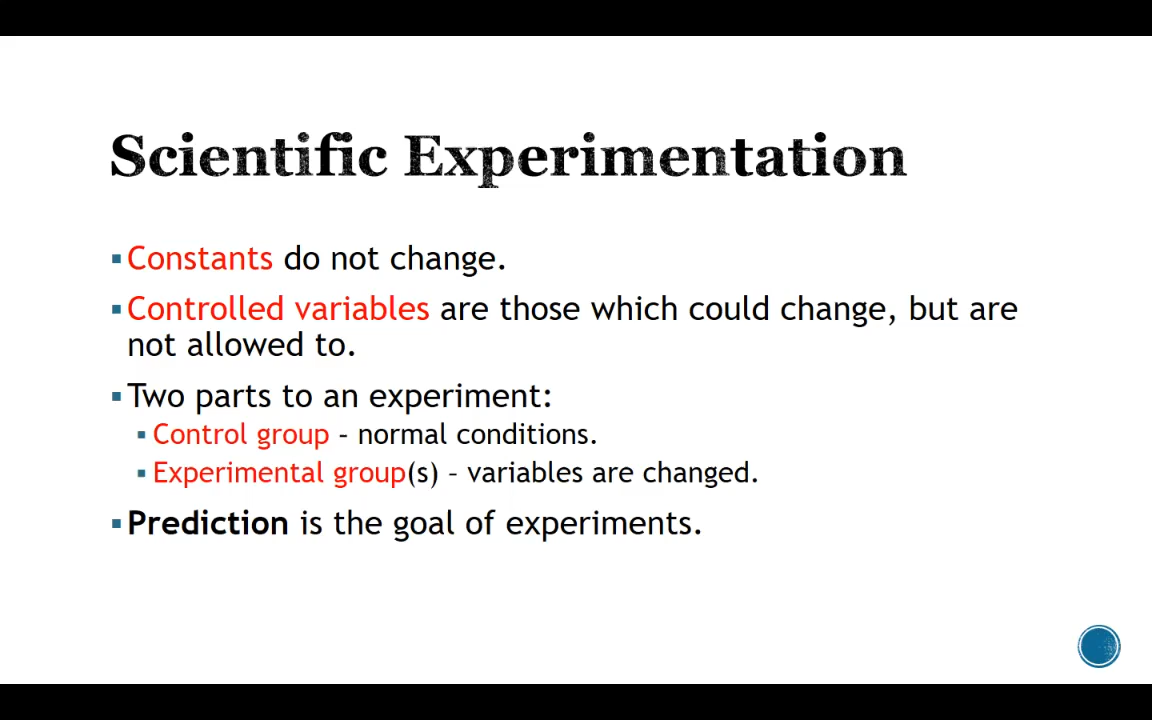 Scientific Experimentation
▪Constants do not change.
▪Controlled variables are those which could change, but are
not allowed to.
▪Two parts to an experiment:
▪Control group – normal conditions.
▪Experimental group(s) – variables are changed.
▪Prediction is the goal of experiments.